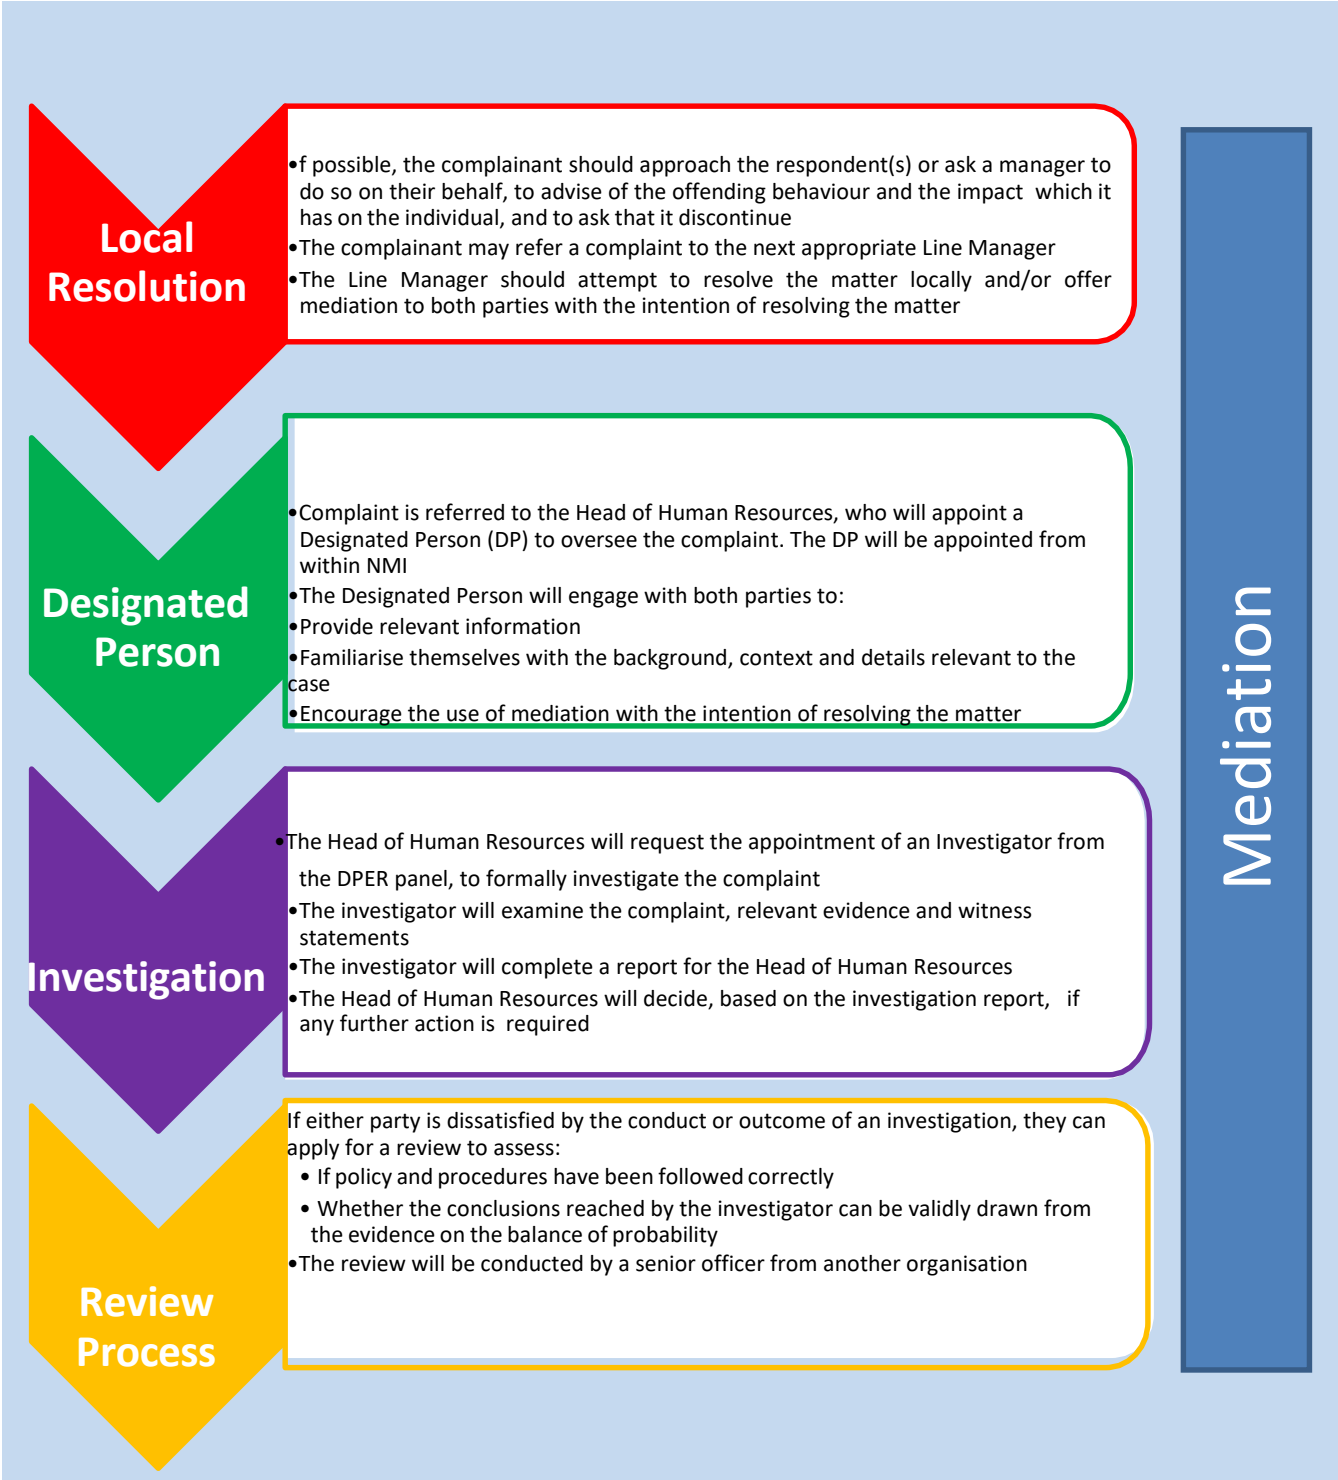 Local
Resolution
•f possible, the complainant should approach the respondent(s) or ask a manager to
do so on their behalf, to advise of the offending behaviour and the impact which it
has on the individual, and to ask that it discontinue
•The complainant may refer a complaint to the next appropriate Line Manager
•The Line Manager should attempt to resolve the matter locally and/or offer
mediation to both parties with the intention of resolving the matter
Designated
Person
•Complaint is referred to the Head of Human Resources, who will appoint a
Designated Person (DP) to oversee the complaint. The DP will be appointed from
within NMI
•The Designated Person will engage with both parties to:
•Provide relevant information
•Familiarise themselves with the background, context and details relevant to the
case
•Encourage the use of mediation with the intention of resolving the matter
Investigation
•The Head of Human Resources will request the appointment of an Investigator from
the DPER panel, to formally investigate the complaint
•The investigator will examine the complaint, relevant evidence and witness
statements
•The investigator will complete a report for the Head of Human Resources
•The Head of Human Resources will decide, based on the investigation report, if
any further action is required
Review
Process
If either party is dissatisfied by the conduct or outcome of an investigation, they can
apply for a review to assess:
• If policy and procedures have been followed correctly
• Whether the conclusions reached by the investigator can be validly drawn from
the evidence on the balance of probability
•The review will be conducted by a senior officer from another organisation
Mediation